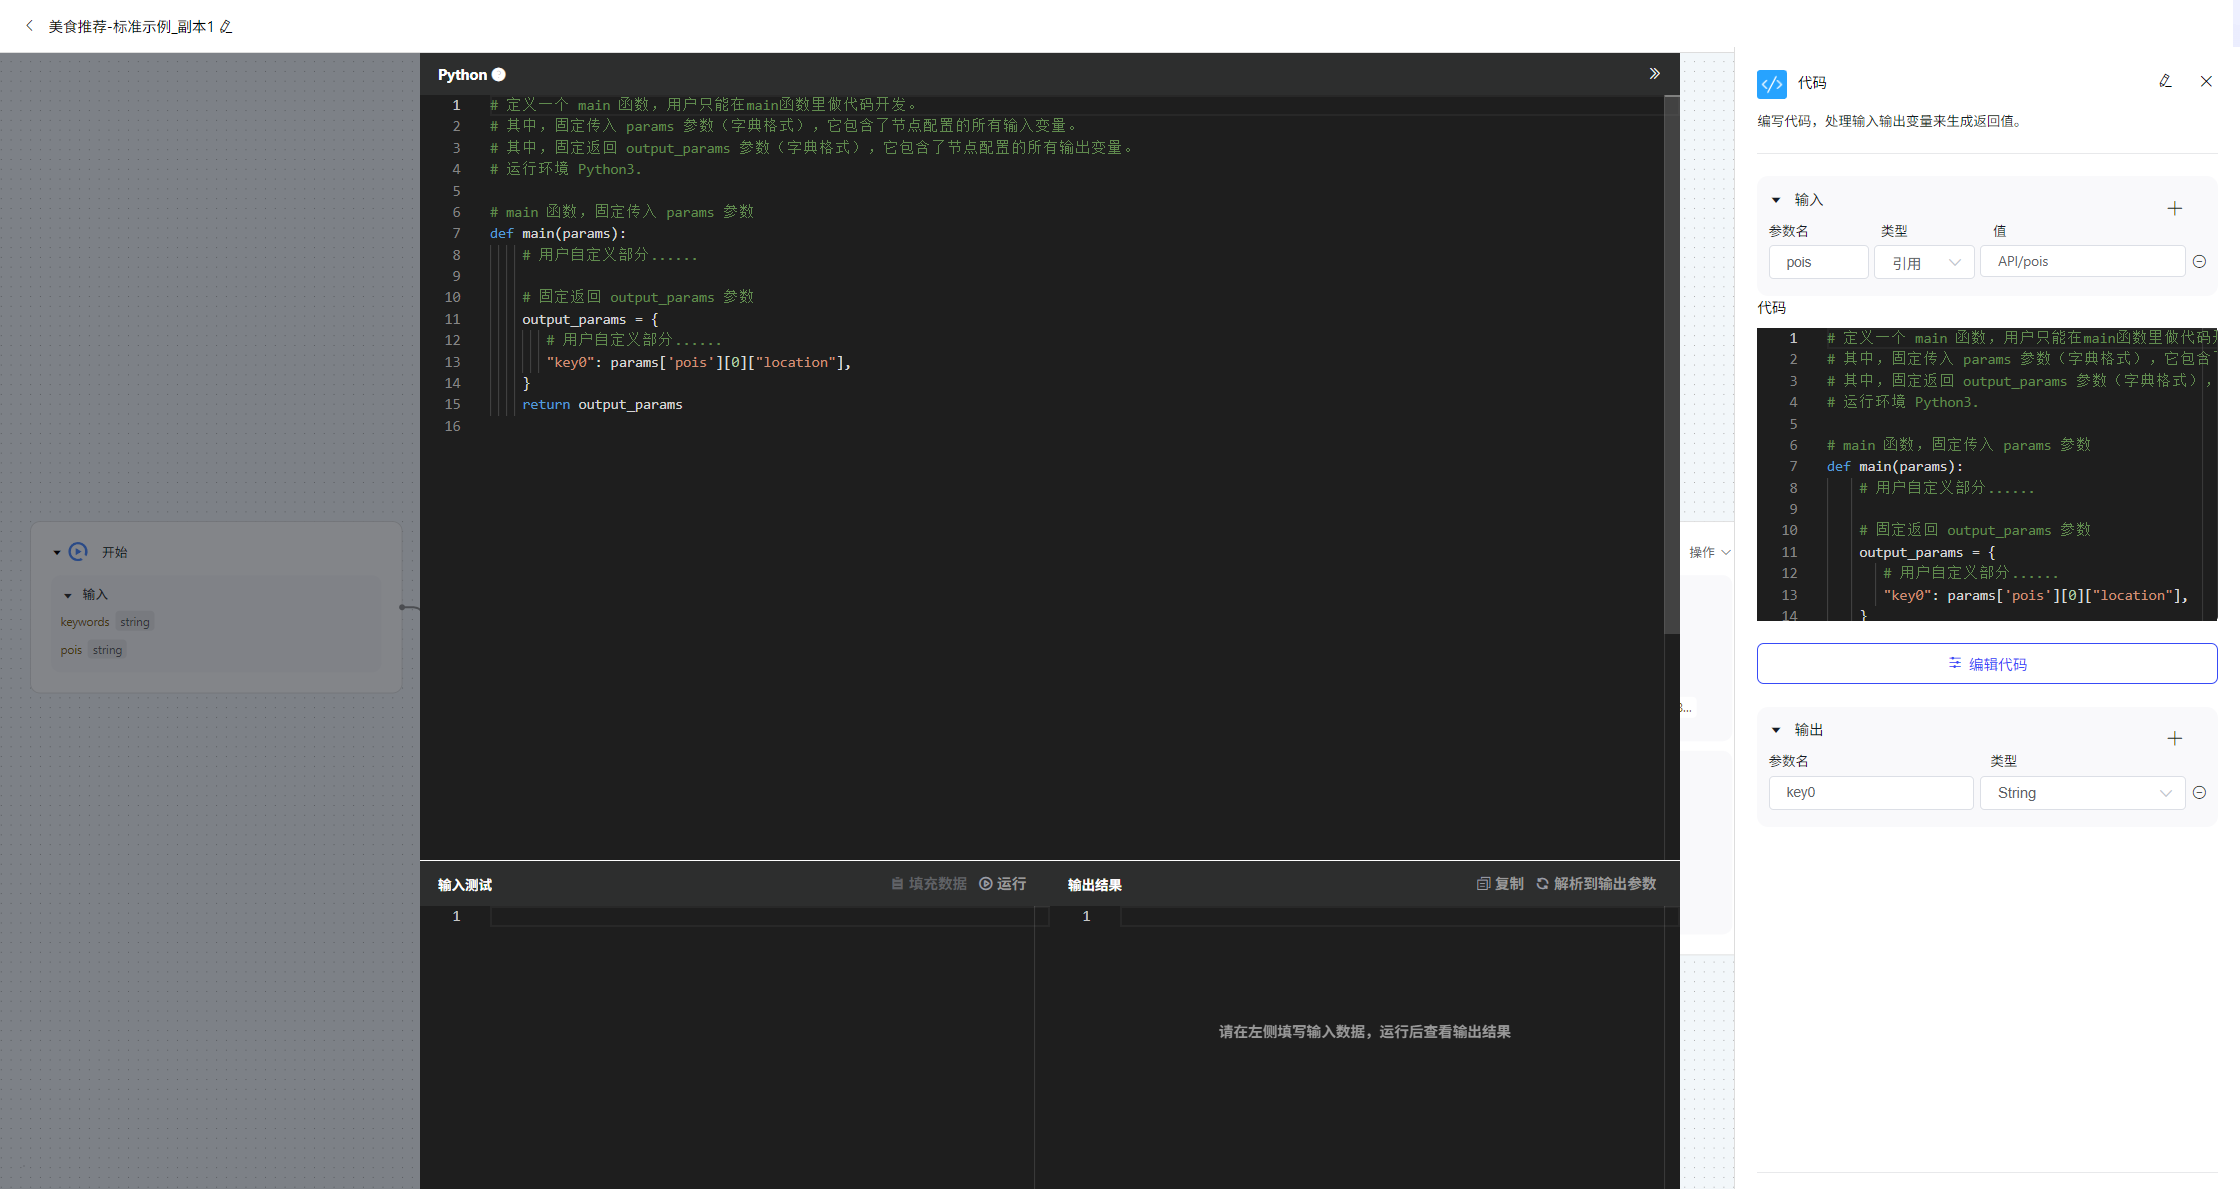 美食推荐-标准示例_副本1
开始
输入
keywords string
pois string
Python
1 # 定义一个 main 函数，用户只能在main函数里做代码开发。
2 # 其中，固定传入 params 参数（字典格式），它包含了节点配置的所有输入变量。
3 # 其中，固定返回 output_params 参数（字典格式），它包含了节点配置的所有输出变量。
4 # 运行环境 Python3.
5
6 # main 函数，固定传入 params 参数
7 def main(params):
8 # 用户自定义部分......
9
10 # 固定返回 output_params 参数
11 output_params = {
12 # 用户自定义部分......
13 "key0": params['pois'][0]["location"],
14 }
15 return output_params
16
输入测试 填充数据 运行
1
输出结果 复制 解析到输出参数
1
请在左侧填写输入数据，运行后查看输出结果
操作
3...
代码
编写代码，处理输入输出变量来生成返回值。
输入
参数名 类型 值
pois 引用 API/pois
代码
1 # 定义一个 main 函数，用户只能在main函数里做代码
2 # 其中，固定传入 params 参数（字典格式），它包含
3 # 其中，固定返回 output_params 参数（字典格式），
4 # 运行环境 Python3.
5
6 # main 函数，固定传入 params 参数
7 def main(params):
8 # 用户自定义部分......
9
10 # 固定返回 output_params 参数
11 output_params = {
12 # 用户自定义部分......
13 "key0": params['pois'][0]["location"],
14 }
编辑代码
输出
参数名 类型
key0 String